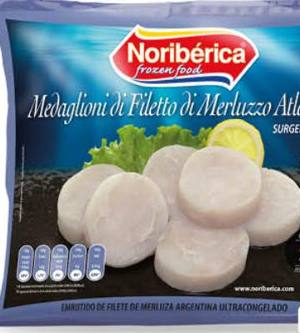 Noribérica
frozen food
Medaglioni di Filetto di Merluzzo Atla
SURGE
www.noriberica.com
EMBUTIDO DE FILETE DE MERLUZA ARGENTINA ULTRACONGELADO